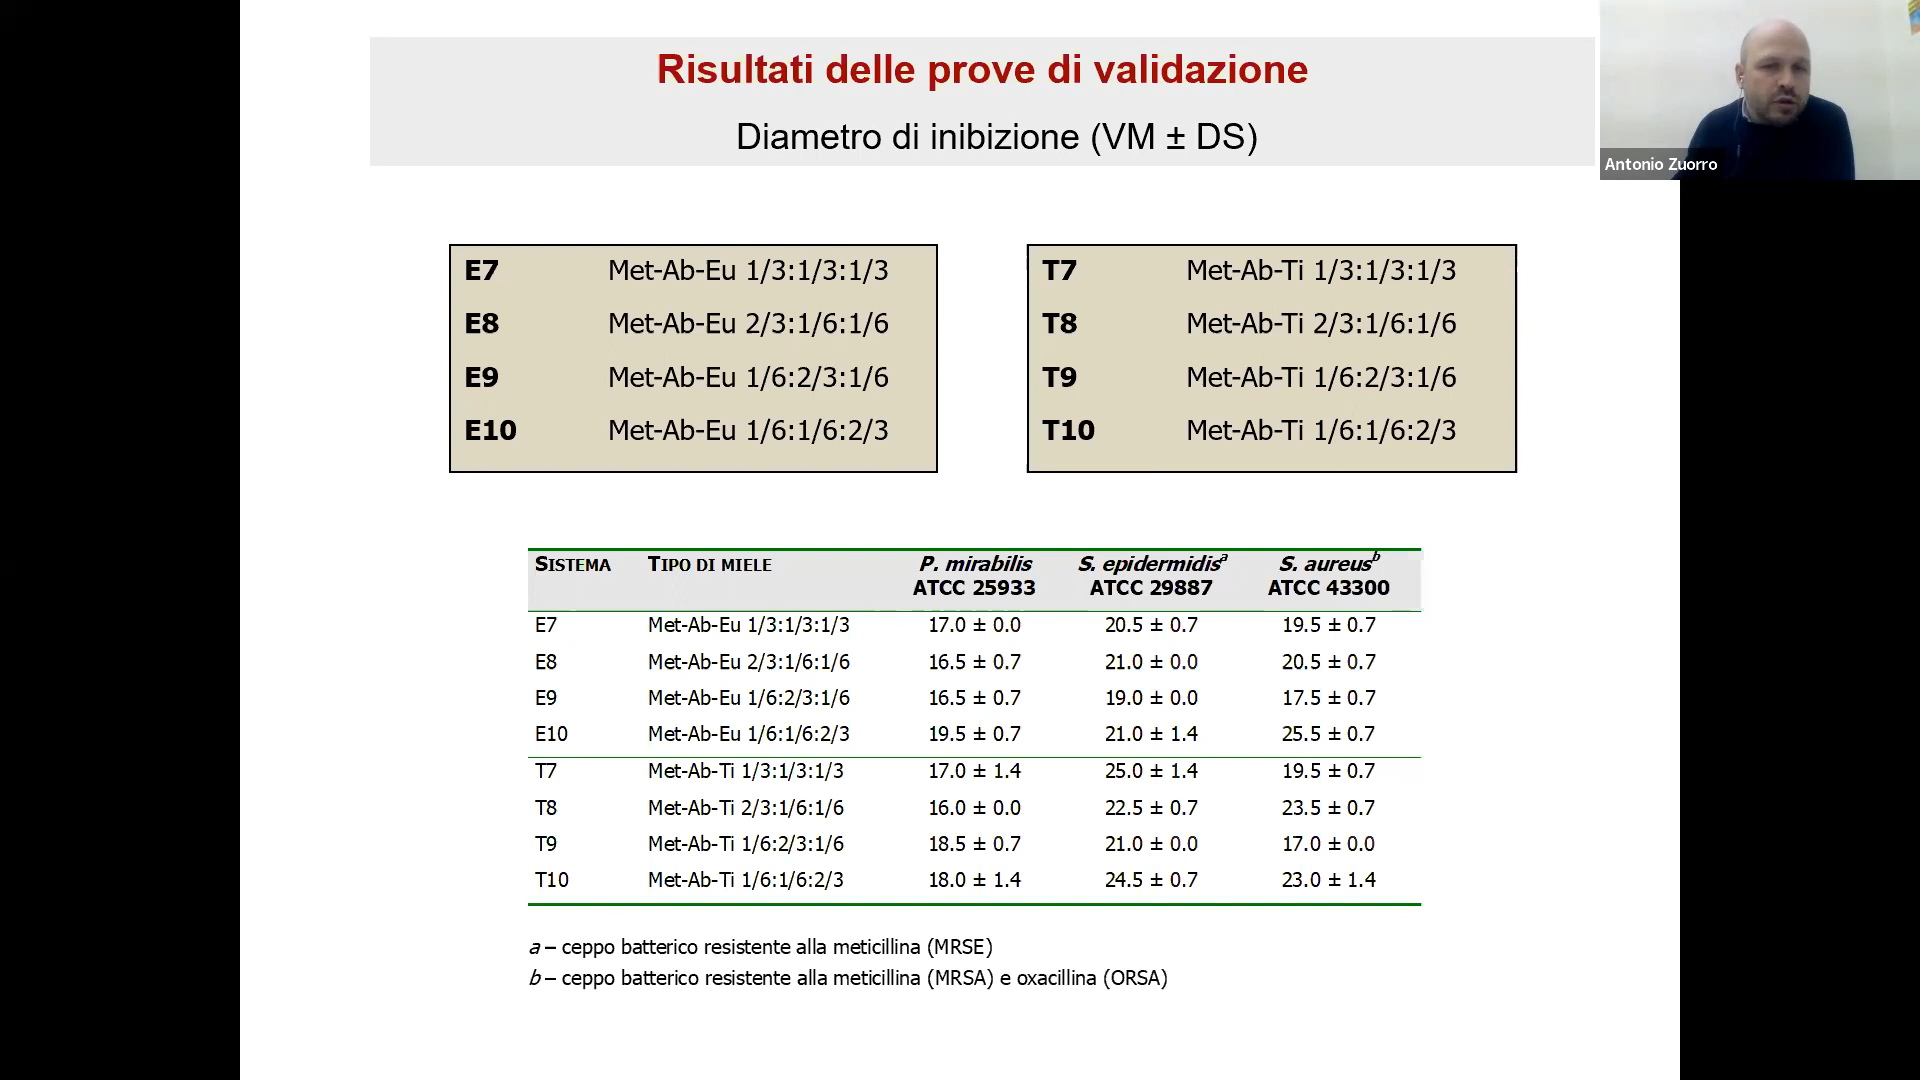 Risultati delle prove di validazione
Diametro di inibizione (VM ± DS)
Antonio Zuorro
E7 Met-Ab-Eu 1/3:1/3:1/3
E8 Met-Ab-Eu 2/3:1/6:1/6
E9 Met-Ab-Eu 1/6:2/3:1/6
E10 Met-Ab-Eu 1/6:1/6:2/3
T7 Met-Ab-Ti 1/3:1/3:1/3
T8 Met-Ab-Ti 2/3:1/6:1/6
T9 Met-Ab-Ti 1/6:2/3:1/6
T10 Met-Ab-Ti 1/6:1/6:2/3
SISTEMA TIPO DI MIELE P. mirabilis S. epidermidis^a S. aureus^b
ATCC 25933 ATCC 29887 ATCC 43300
E7 Met-Ab-Eu 1/3:1/3:1/3 17.0 ± 0.0 20.5 ± 0.7 19.5 ± 0.7
E8 Met-Ab-Eu 2/3:1/6:1/6 16.5 ± 0.7 21.0 ± 0.0 20.5 ± 0.7
E9 Met-Ab-Eu 1/6:2/3:1/6 16.5 ± 0.7 19.0 ± 0.0 17.5 ± 0.7
E10 Met-Ab-Eu 1/6:1/6:2/3 19.5 ± 0.7 21.0 ± 1.4 25.5 ± 0.7
T7 Met-Ab-Ti 1/3:1/3:1/3 17.0 ± 1.4 25.0 ± 1.4 19.5 ± 0.7
T8 Met-Ab-Ti 2/3:1/6:1/6 16.0 ± 0.0 22.5 ± 0.7 23.5 ± 0.7
T9 Met-Ab-Ti 1/6:2/3:1/6 18.5 ± 0.7 21.0 ± 0.0 17.0 ± 0.0
T10 Met-Ab-Ti 1/6:1/6:2/3 18.0 ± 1.4 24.5 ± 0.7 23.0 ± 1.4
a – ceppo batterico resistente alla meticillina (MRSE)
b – ceppo batterico resistente alla meticillina (MRSA) e oxacillina (ORSA)